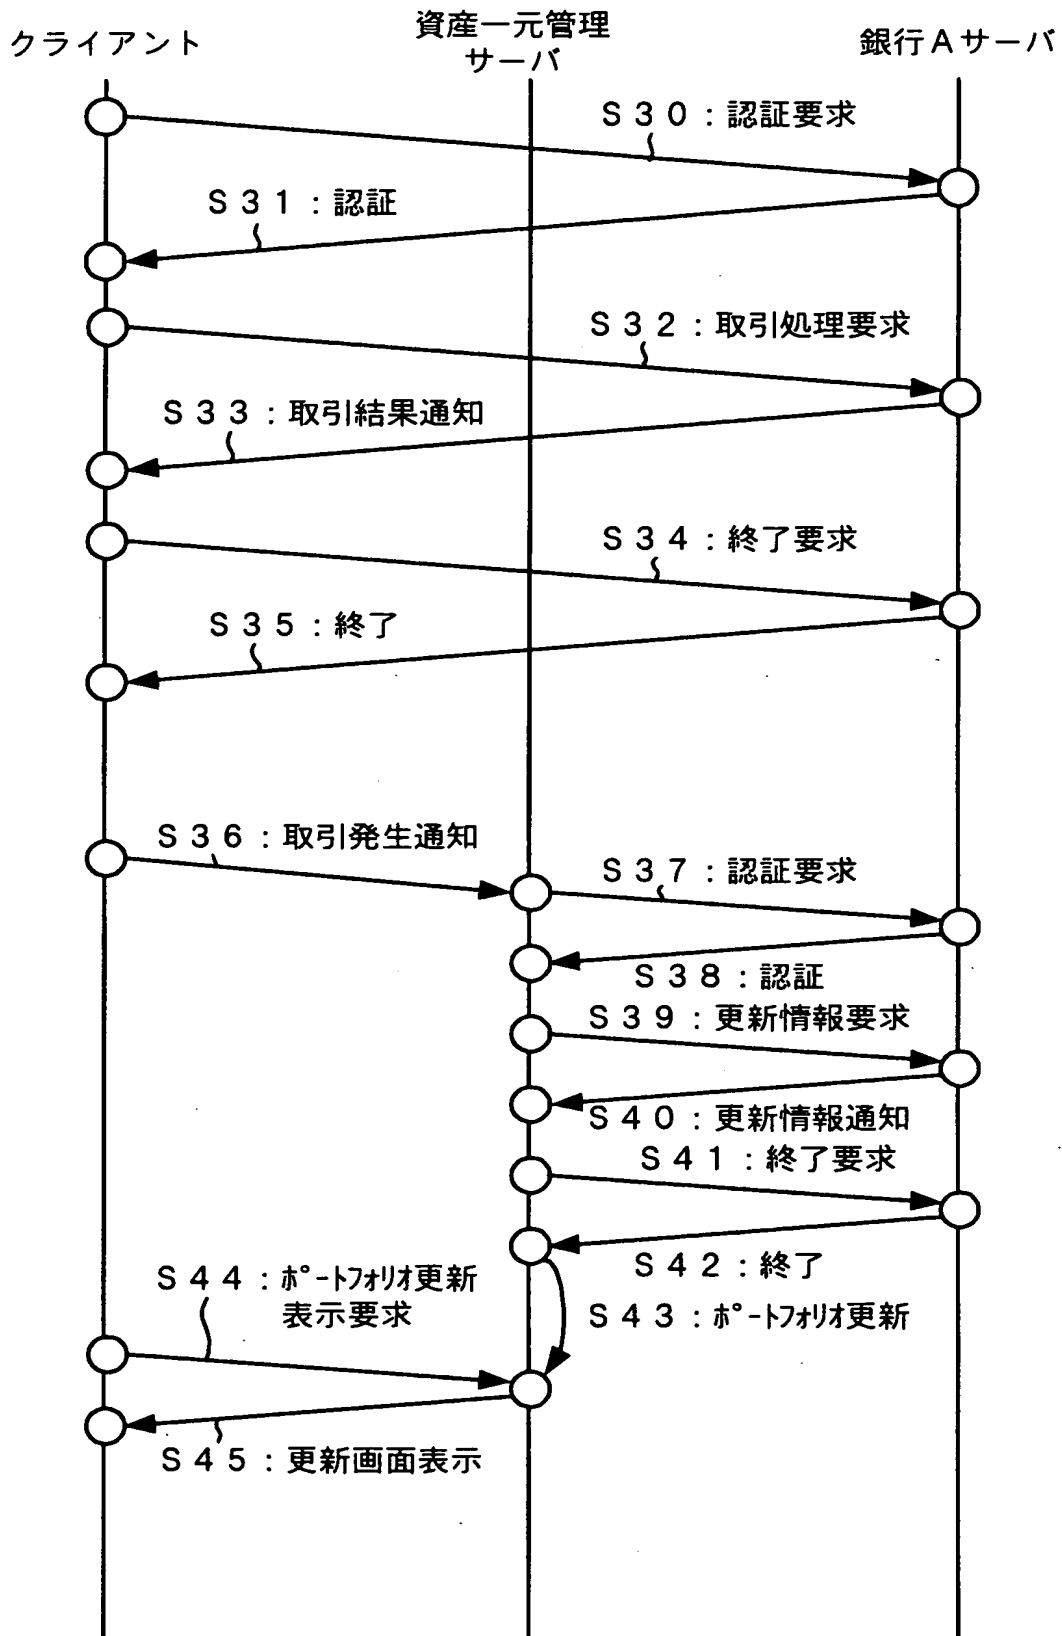 クライアント
資産一元管理
サーバ
銀行Aサーバ
S30：認証要求
S31：認証
S32：取引処理要求
S33：取引結果通知
S34：終了要求
S35：終了
S36：取引発生通知
S37：認証要求
S38：認証
S39：更新情報要求
S40：更新情報通知
S41：終了要求
S42：終了
S44：ﾎﾟｰﾄﾌｫﾘｵ更新
表示要求
S43：ﾎﾟｰﾄﾌｫﾘｵ更新
S45：更新画面表示